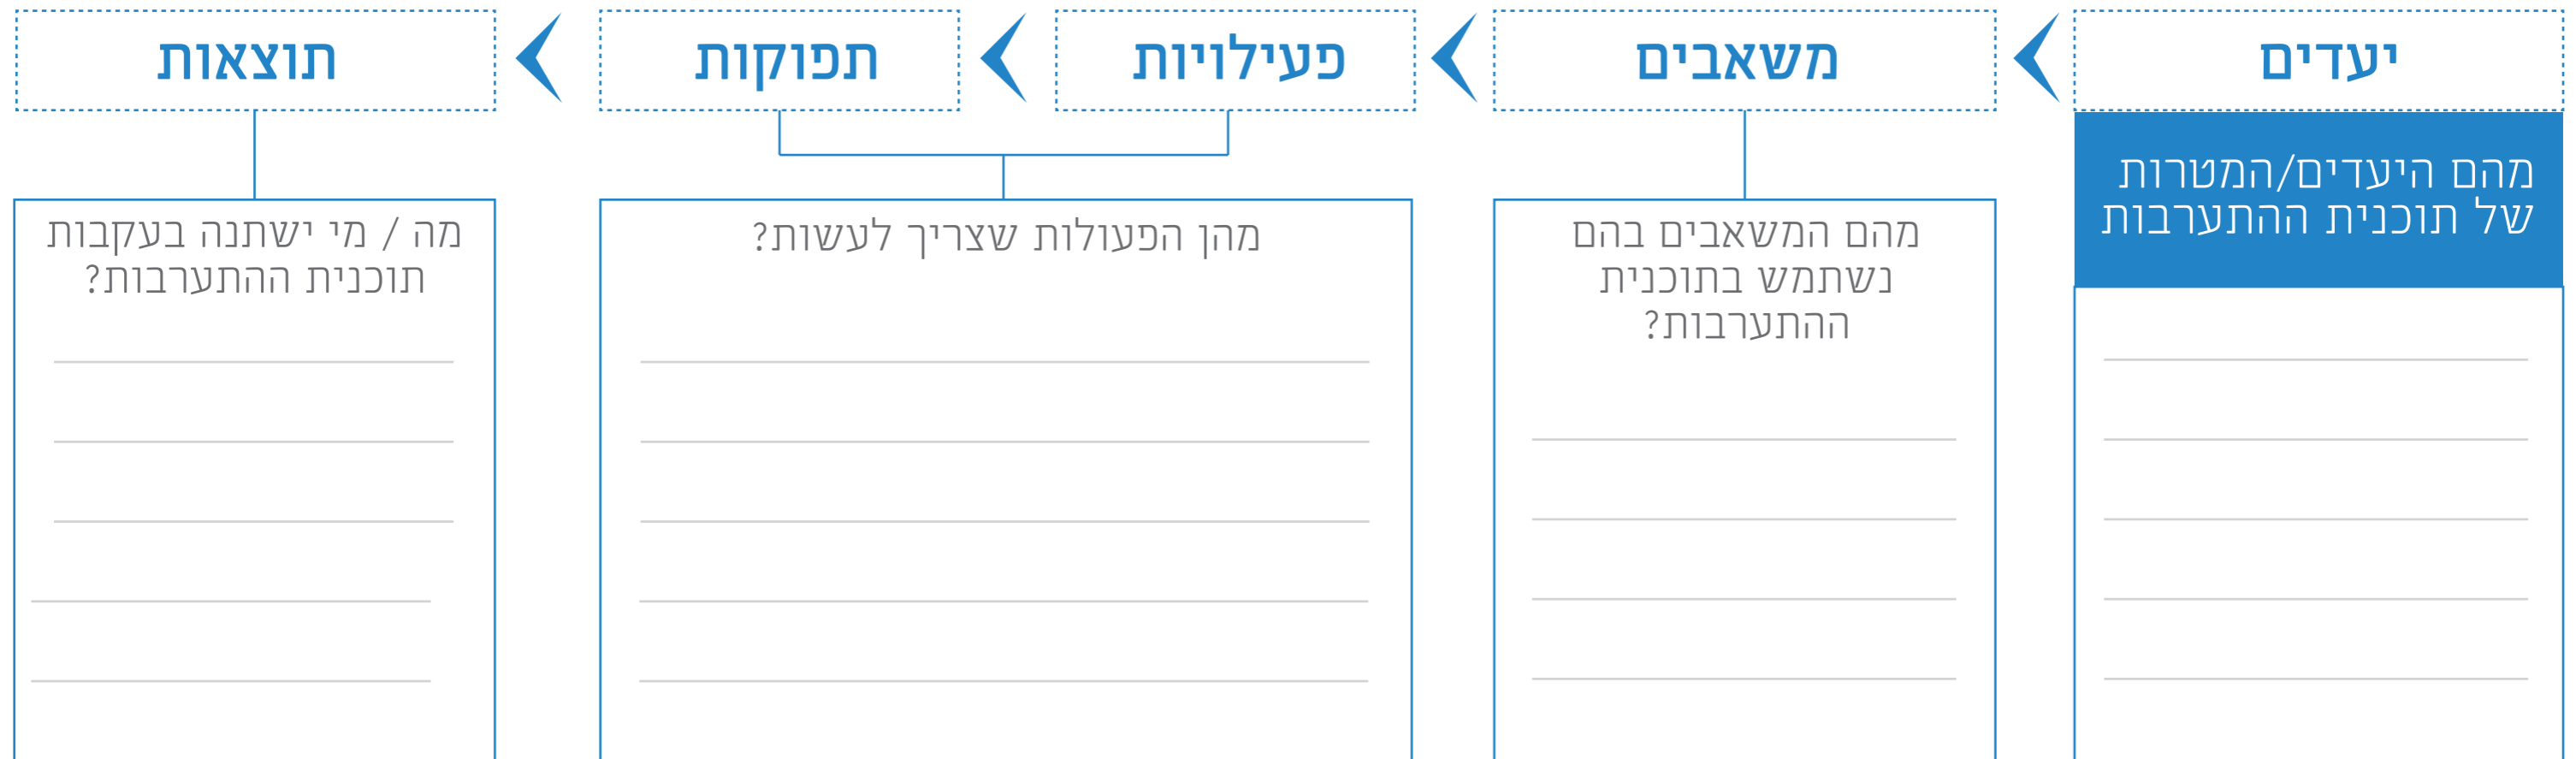 יעדים
משאבים
פעילויות
תפוקות
תוצאות
מהם היעדים/המטרות
של תוכנית ההתערבות
מהם המשאבים בהם
נשתמש בתוכנית
ההתערבות?
מהן הפעולות שצריך לעשות?
מה / מי ישתנה בעקבות
תוכנית ההתערבות?